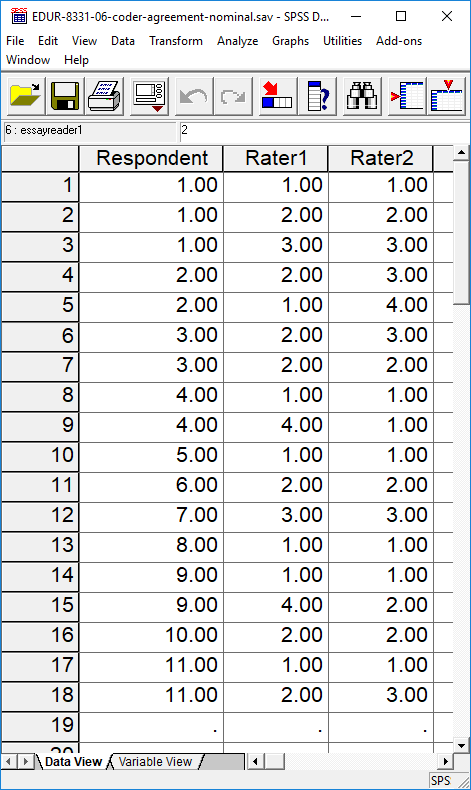 EDUR-8331-06-coder-agreement-nominal.sav - SPSS D...
File Edit View Data Transform Analyze Graphs Utilities Add-ons
Window Help
6 : essayreader1 2
Respondent Rater1 Rater2
1 1.00 1.00 1.00
2 1.00 2.00 2.00
3 1.00 3.00 3.00
4 2.00 2.00 3.00
5 2.00 1.00 4.00
6 3.00 2.00 3.00
7 3.00 2.00 2.00
8 4.00 1.00 1.00
9 4.00 4.00 1.00
10 5.00 1.00 1.00
11 6.00 2.00 2.00
12 7.00 3.00 3.00
13 8.00 1.00 1.00
14 9.00 1.00 1.00
15 9.00 4.00 2.00
16 10.00 2.00 2.00
17 11.00 1.00 1.00
18 11.00 2.00 3.00
19 . . .
Data View Variable View
SPS